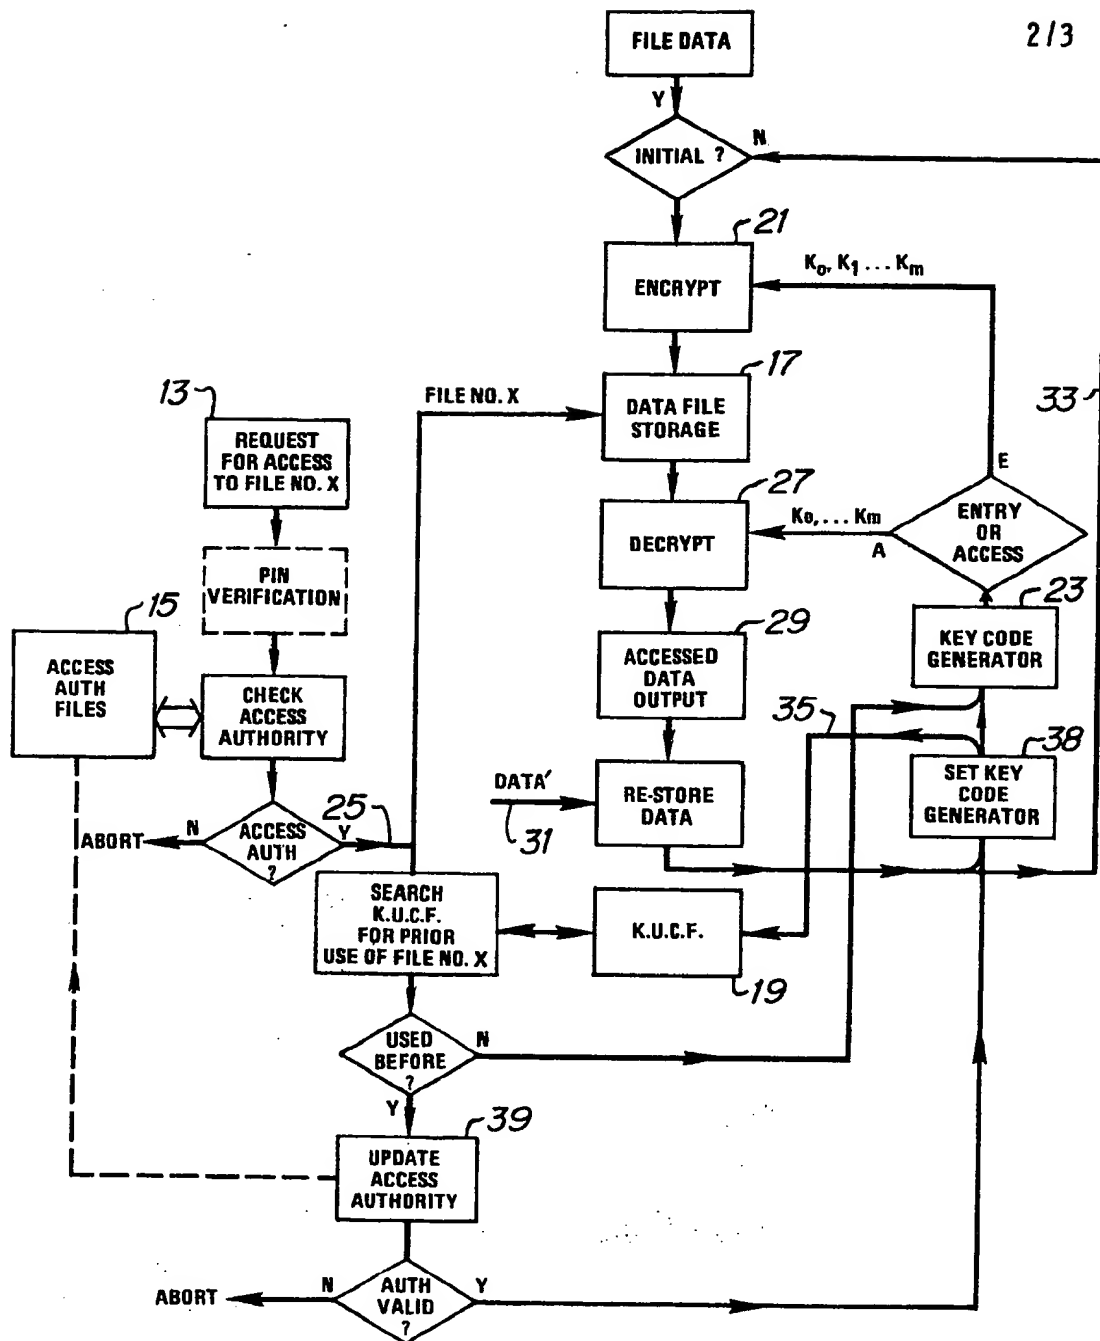 2/3
FILE DATA
Y
INITIAL ?
N
21
ENCRYPT
K₀, K₁ ... Kₘ
17
13
FILE NO. X
DATA FILE
STORAGE
33
REQUEST
FOR ACCESS
TO FILE NO. X
E
27
DECRYPT
K₀, ... Kₘ
A
ENTRY
OR
ACCESS
PIN
VERIFICATION
15
ACCESS
AUTH
FILES
29
ACCESSED
DATA
OUTPUT
23
KEY CODE
GENERATOR
CHECK
ACCESS
AUTHORITY
35
38
SET KEY
CODE
GENERATOR
DATA'
31
RE-STORE
DATA
ABORT
N
ACCESS
AUTH
?
Y
25
SEARCH
K.U.C.F.
FOR PRIOR
USE OF FILE NO. X
K.U.C.F.
19
USED
BEFORE
?
N
Y
39
UPDATE
ACCESS
AUTHORITY
ABORT
N
AUTH
VALID
?
Y